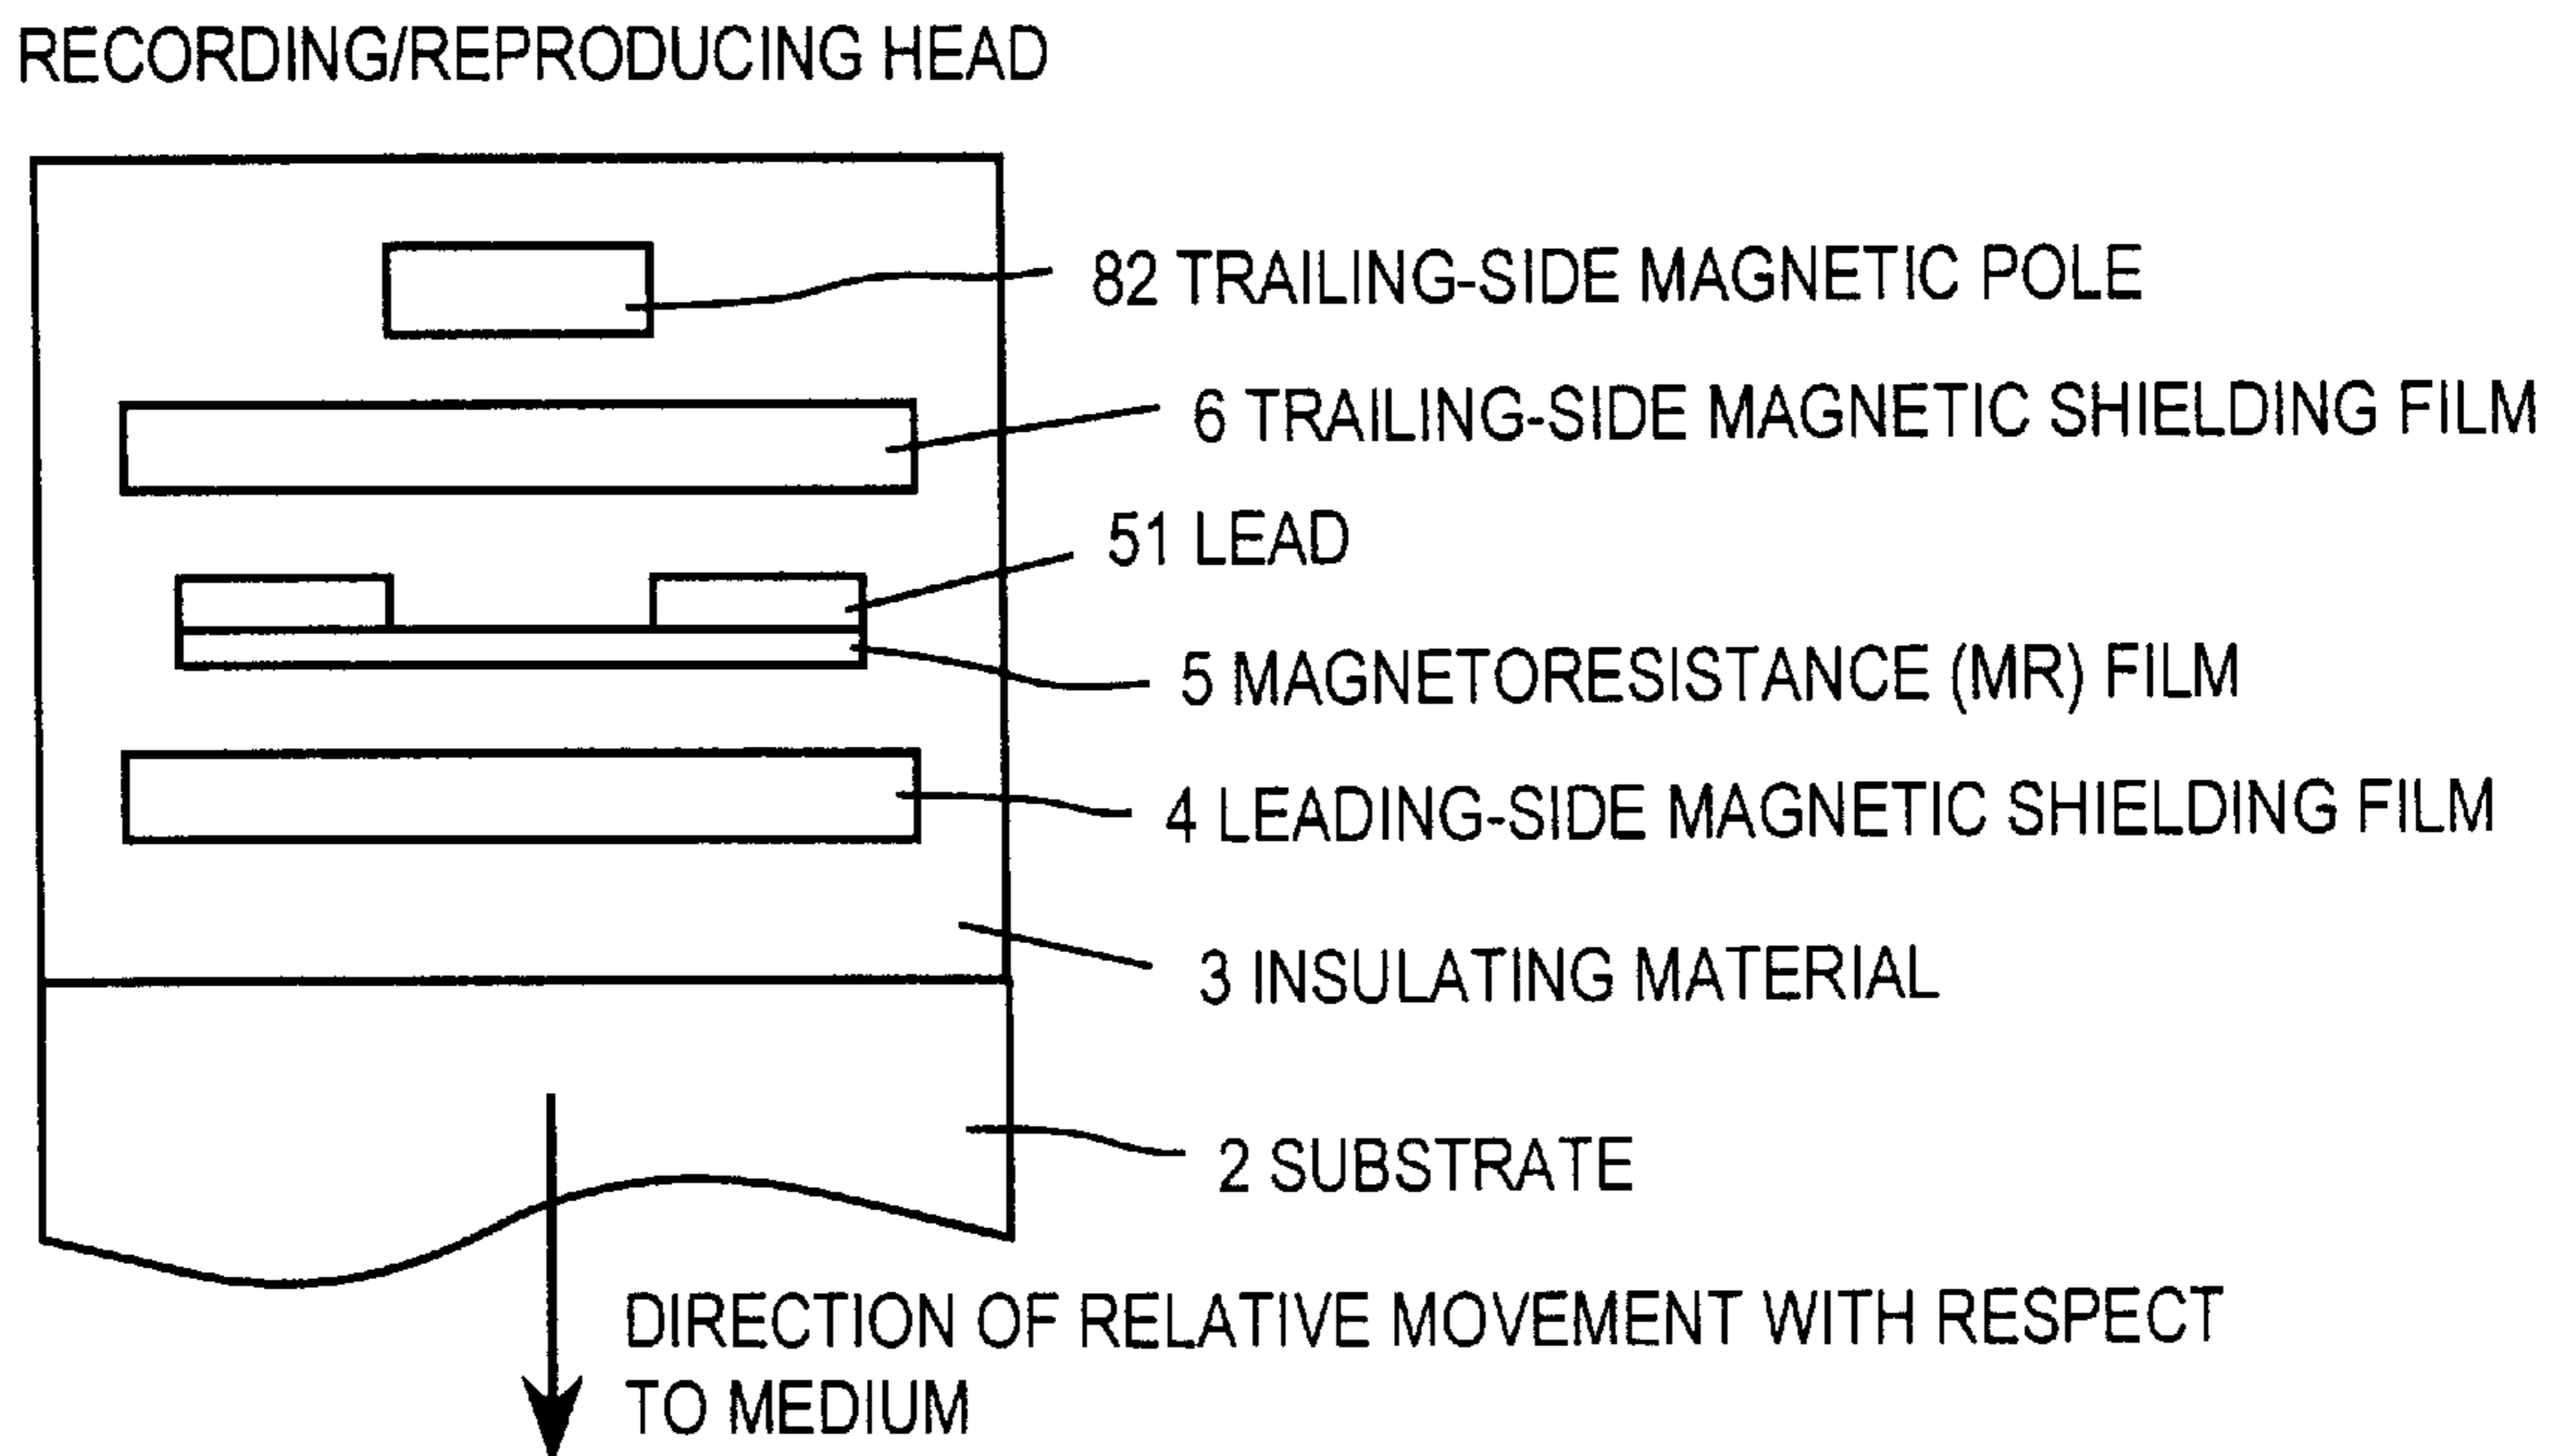 RECORDING/REPRODUCING HEAD
82 TRAILING-SIDE MAGNETIC POLE
6 TRAILING-SIDE MAGNETIC SHIELDING FILM
51 LEAD
5 MAGNETORESISTANCE (MR) FILM
4 LEADING-SIDE MAGNETIC SHIELDING FILM
3 INSULATING MATERIAL
2 SUBSTRATE
DIRECTION OF RELATIVE MOVEMENT WITH RESPECT
TO MEDIUM